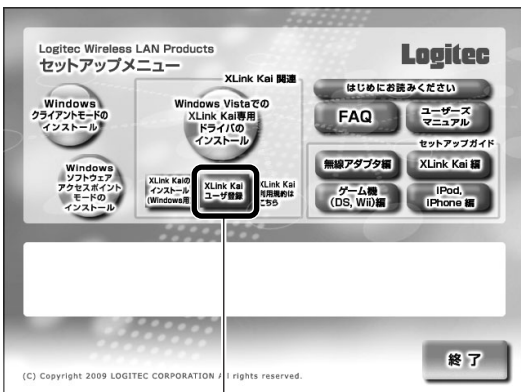 Logitec Wireless LAN Products
セットアップメニュー
Logitec
Windows
クライアントモードの
インストール
Windows
ソフトウェア
アクセスポイント
モードの
インストール
XLink Kai 関連
Windows Vistaでの
XLink Kai専用
ドライバの
インストール
XLink Kaiの
インストール
(Windows用
XLink Kai
ユーザ登録
XLink Kai
利用規約は
こちら
はじめにお読みください
FAQ
ユーザーズ
マニュアル
セットアップガイド
無線アダプタ編
XLink Kai 編
ゲーム機
(DS, Wii)編
IPod,
IPhone 編
(C) Copyright 2009 LOGITEC CORPORATION All rights reserved.
終了